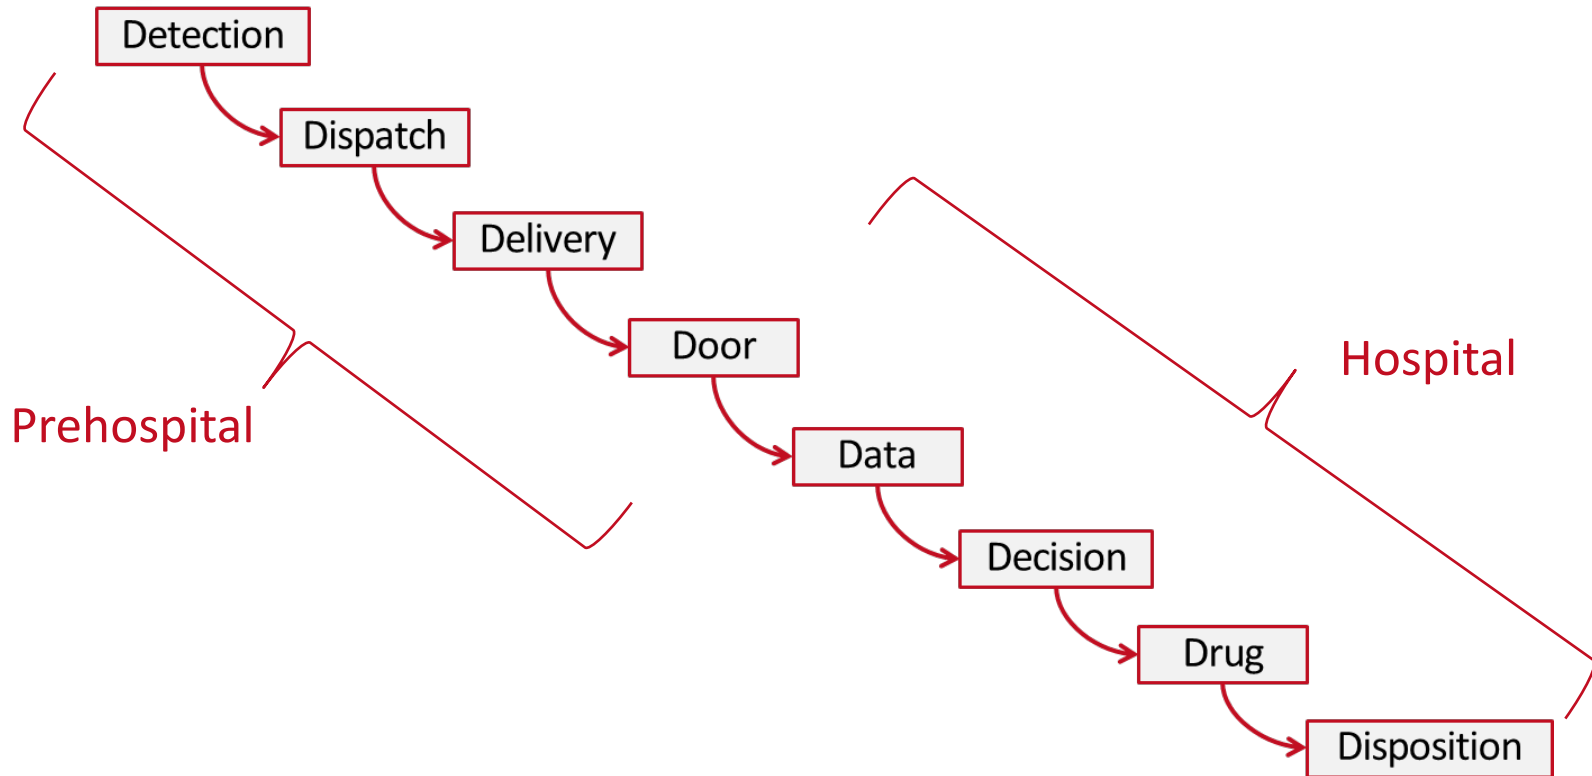 Detection
Dispatch
Delivery
Door
Hospital
Prehospital
Data
Decision
Drug
Disposition